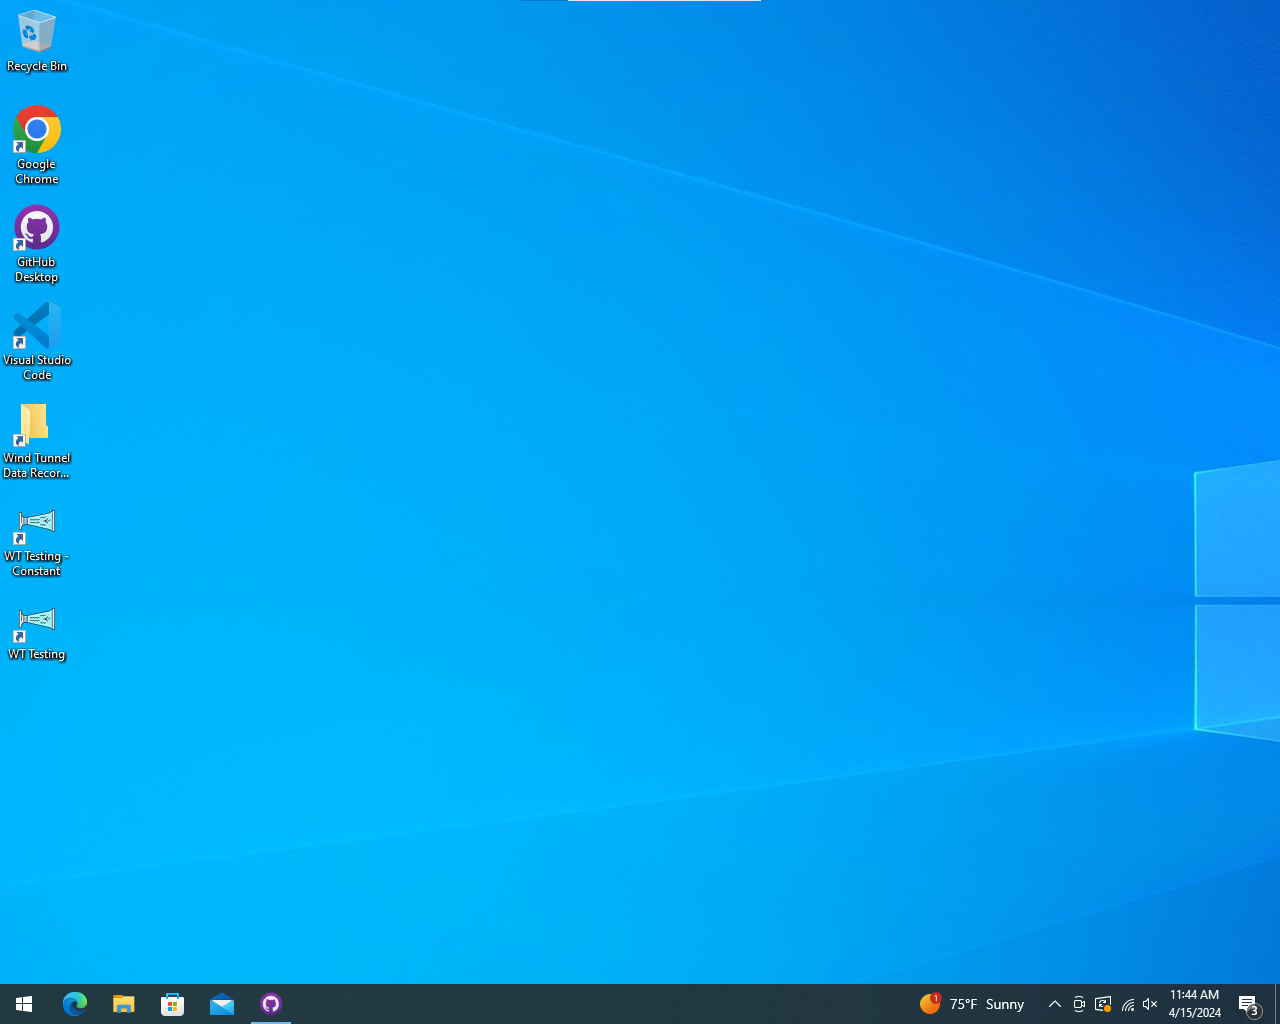 Recycle Bin
Google
Chrome
GitHub
Desktop
Visual Studio
Code
Wind Tunnel
Data Recor...
WT Testing -
Constant
WT Testing
1
75°F Sunny
11:44 AM
4/15/2024
3